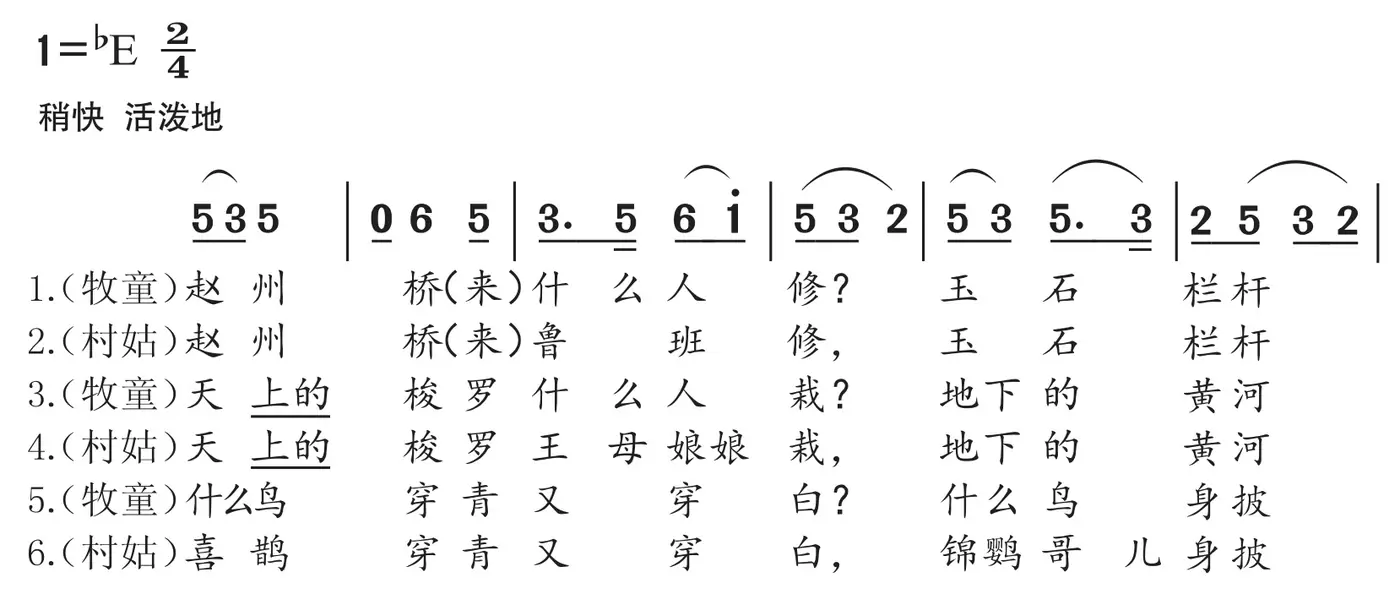 1=♭E 2/4
稍快 活泼地
5 3 5 | 0 6 5 | 3. 5 6 1̇ | 5 3 2 | 5 3 5. 3 | 2 5 3 2 |
1.(牧童)赵 州 桥(来)什 么 人 修? 玉 石 栏 杆
2.(村姑)赵 州 桥(来)鲁 班 修, 玉 石 栏 杆
3.(牧童)天 上的 梭 罗 什 么 人 栽? 地下 的 黄 河
4.(村姑)天 上的 梭 罗 王 母 娘娘 栽, 地下 的 黄 河
5.(牧童)什么鸟 穿 青 又 穿 白? 什么 鸟 身 披
6.(村姑)喜 鹊 穿 青 又 穿 白, 锦鹦 哥 儿 身 披